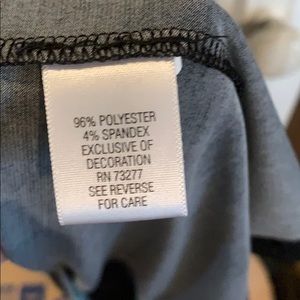 96% POLYESTER
4% SPANDEX
EXCLUSIVE OF
DECORATION
RN 73277
SEE REVERSE
FOR CARE